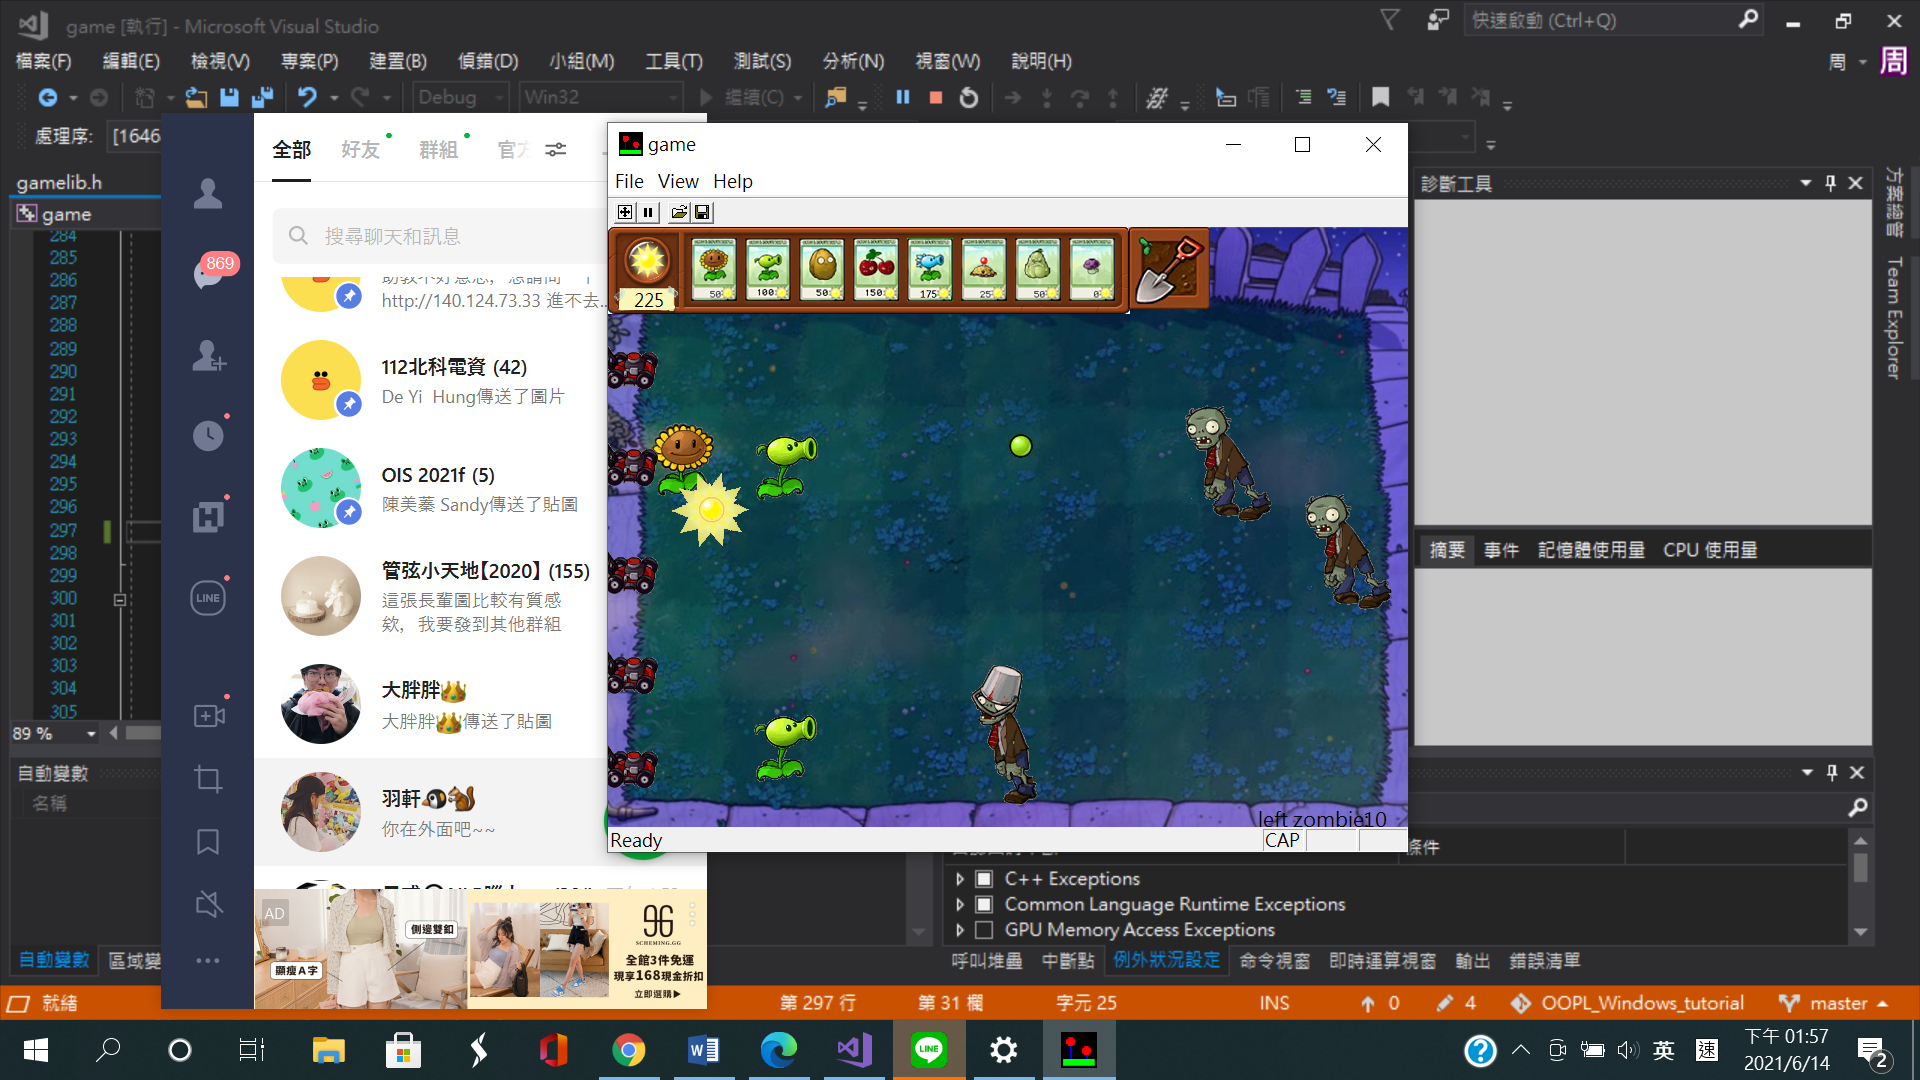 game [執行] - Microsoft Visual Studio
快速啟動 (Ctrl+Q)
檔案(F) 編輯(E) 檢視(V) 專案(P) 建置(B) 偵錯(D) 小組(M) 工具(T) 測試(S) 分析(N) 視窗(W) 說明(H)
周
周
Debug Win32 繼續(C)
處理序: [1646
gamelib.h
game
284
285
286
287
288
289
290
291
292
293
294
295
296
297
298
299
300
301
302
303
304
305
89 %
自動變數
名稱
自動變數 區域變
就緒
869
LINE
全部 好友 群組 官方
搜尋聊天和訊息
http://140.124.73.33 進不去...
112北科電資 (42)
De Yi Hung傳送了圖片
OIS 2021f (5)
陳美蓁 Sandy傳送了貼圖
管弦小天地【2020】 (155)
這張長輩圖比較有質感
欸，我要發到其他群組
大胖胖
大胖胖傳送了貼圖
羽軒
你在外面吧~~
AD
側邊雙釦
顯瘦A字
SCHEMING.GG
全館3件免運
現享168現金折扣
立即選購▶
game
File View Help
225
50 100 50 150 175 25 50 0
left zombie10
Ready
CAP
診斷工具
摘要 事件 記憶體使用量 CPU 使用量
方案總管
Team Explorer
條件
C++ Exceptions
Common Language Runtime Exceptions
GPU Memory Access Exceptions
呼叫堆疊 中斷點 例外狀況設定 命令視窗 即時運算視窗 輸出 錯誤清單
第 297 行 第 31 欄 字元 25 INS 0 4 OOPL_Windows_tutorial master
LINE
英 速
下午 01:57
2021/6/14
2